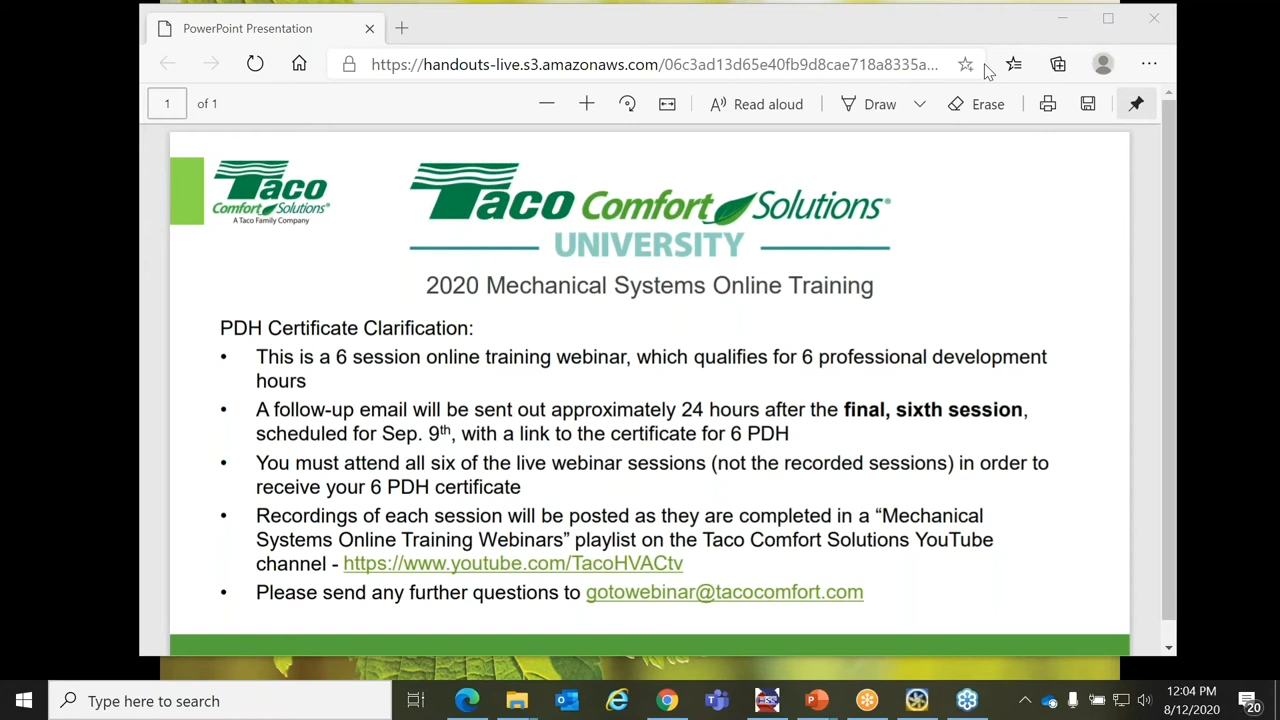 PowerPoint Presentation
https://handouts-live.s3.amazonaws.com/06c3ad13d65e40fb9d8cae718a8335a...
1 of 1
Read aloud
Draw
Erase
Taco
Comfort Solutions®
A Taco Family Company
Taco Comfort Solutions®
UNIVERSITY
2020 Mechanical Systems Online Training
PDH Certificate Clarification:
• This is a 6 session online training webinar, which qualifies for 6 professional development
hours
• A follow-up email will be sent out approximately 24 hours after the final, sixth session,
scheduled for Sep. 9th, with a link to the certificate for 6 PDH
• You must attend all six of the live webinar sessions (not the recorded sessions) in order to
receive your 6 PDH certificate
• Recordings of each session will be posted as they are completed in a “Mechanical
Systems Online Training Webinars” playlist on the Taco Comfort Solutions YouTube
channel - https://www.youtube.com/TacoHVACtv
• Please send any further questions to gotowebinar@tacocomfort.com
Type here to search
12:04 PM
8/12/2020
20